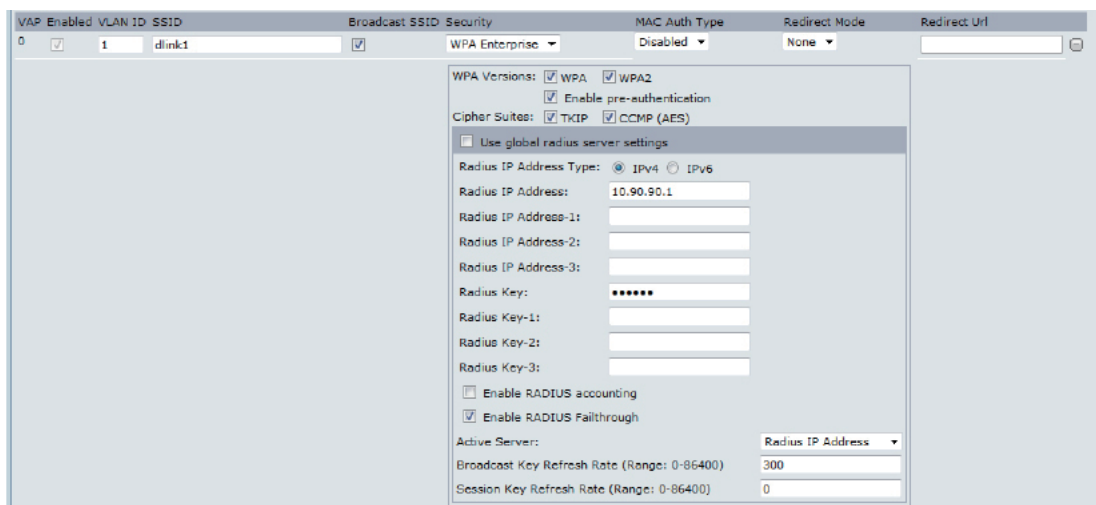 VAP Enabled VLAN ID SSID Broadcast SSID Security MAC Auth Type Redirect Mode Redirect Url
0 1 dlink1 WPA Enterprise Disabled None
WPA Versions: WPA WPA2
Enable pre-authentication
Cipher Suites: TKIP CCMP (AES)
Use global radius server settings
Radius IP Address Type: IPv4 IPv6
Radius IP Address: 10.90.90.1
Radius IP Address-1:
Radius IP Address-2:
Radius IP Address-3:
Radius Key: ••••••
Radius Key-1:
Radius Key-2:
Radius Key-3:
Enable RADIUS accounting
Enable RADIUS Failthrough
Active Server: Radius IP Address
Broadcast Key Refresh Rate (Range: 0-86400) 300
Session Key Refresh Rate (Range: 0-86400) 0